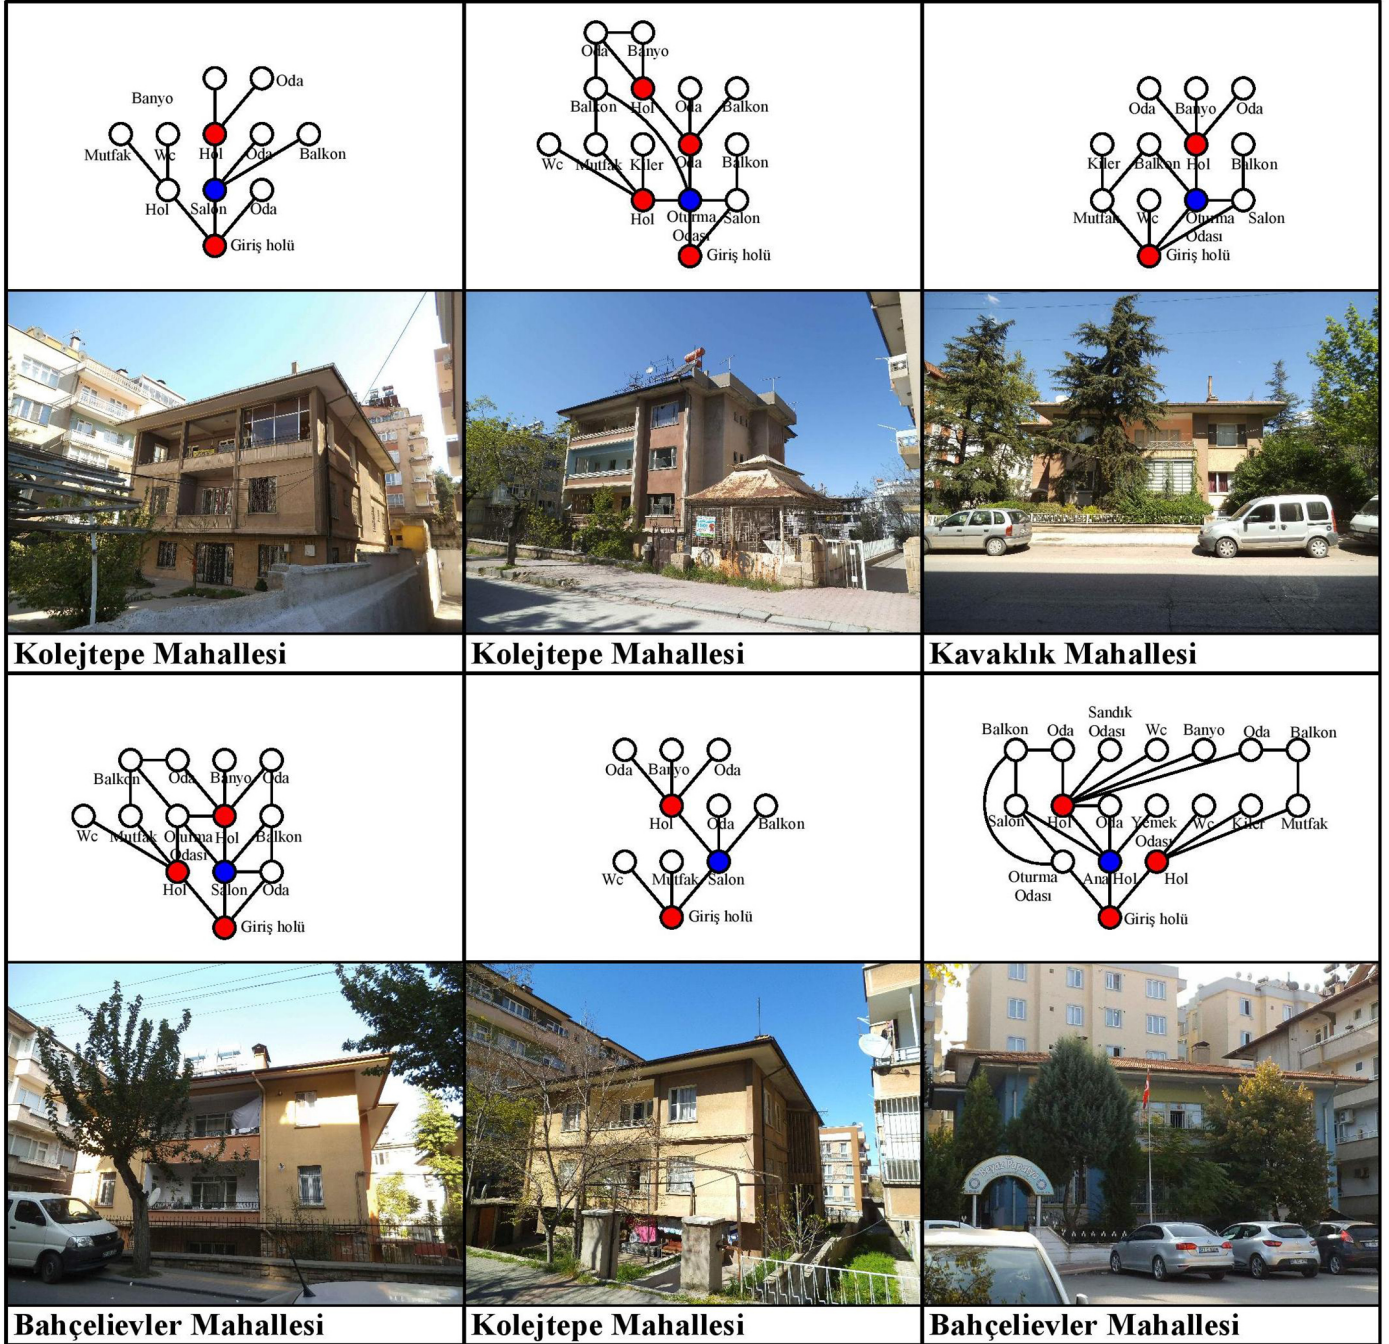 Banyo
Oda
Mutfak
Wc
Hol
Oda
Balkon
Hol
Salon
Oda
Giriş holü
Oda
Banyo
Balkon
Hol
Oda
Balkon
Wc
Mutfak
Kiler
Oda
Balkon
Hol
Oturma
Odası
Salon
Giriş holü
Oda
Banyo
Oda
Kiler
Balkon
Hol
Balkon
Mutfak
Wc
Oturma
Odası
Salon
Giriş holü
Kolejtepe Mahallesi
Kolejtepe Mahallesi
Kavaklık Mahallesi
Balkon
Oda
Banyo
Oda
Wc
Mutfak
Oturma
Odası
Hol
Balkon
Hol
Salon
Oda
Giriş holü
Oda
Banyo
Oda
Hol
Oda
Balkon
Wc
Mutfak
Salon
Giriş holü
Balkon
Oda
Sandık
Odası
Wc
Banyo
Oda
Balkon
Salon
Hol
Oda
Yemek
Odası
Wc
Kiler
Mutfak
Oturma
Odası
Ana Hol
Hol
Giriş holü
Bahçelievler Mahallesi
Kolejtepe Mahallesi
Bahçelievler Mahallesi